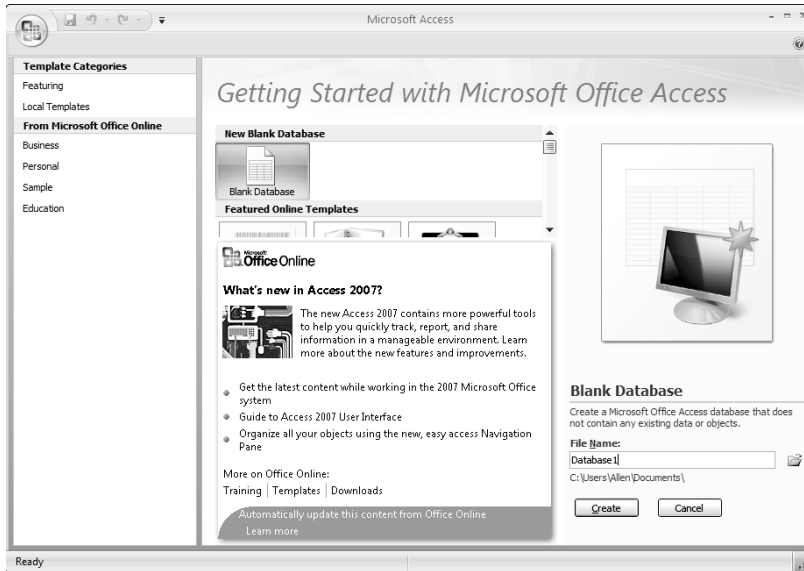 Microsoft Access
Template Categories
Featuring
Local Templates
From Microsoft Office Online
Business
Personal
Sample
Education
Getting Started with Microsoft Office Access
New Blank Database
Blank Database
Featured Online Templates
Microsoft
Office Online
What's new in Access 2007?
The new Access 2007 contains more powerful tools
to help you quickly track, report, and share
information in a manageable environment. Learn
more about the new features and improvements.
Get the latest content while working in the 2007 Microsoft Office
system
Guide to Access 2007 User Interface
Organize all your objects using the new, easy access Navigation
Pane
More on Office Online:
Training | Templates | Downloads
Automatically update this content from Office Online
Learn more
Blank Database
Create a Microsoft Office Access database that does
not contain any existing data or objects.
File Name:
Database1
C:\Users\Allen\Documents\
Create
Cancel
Ready